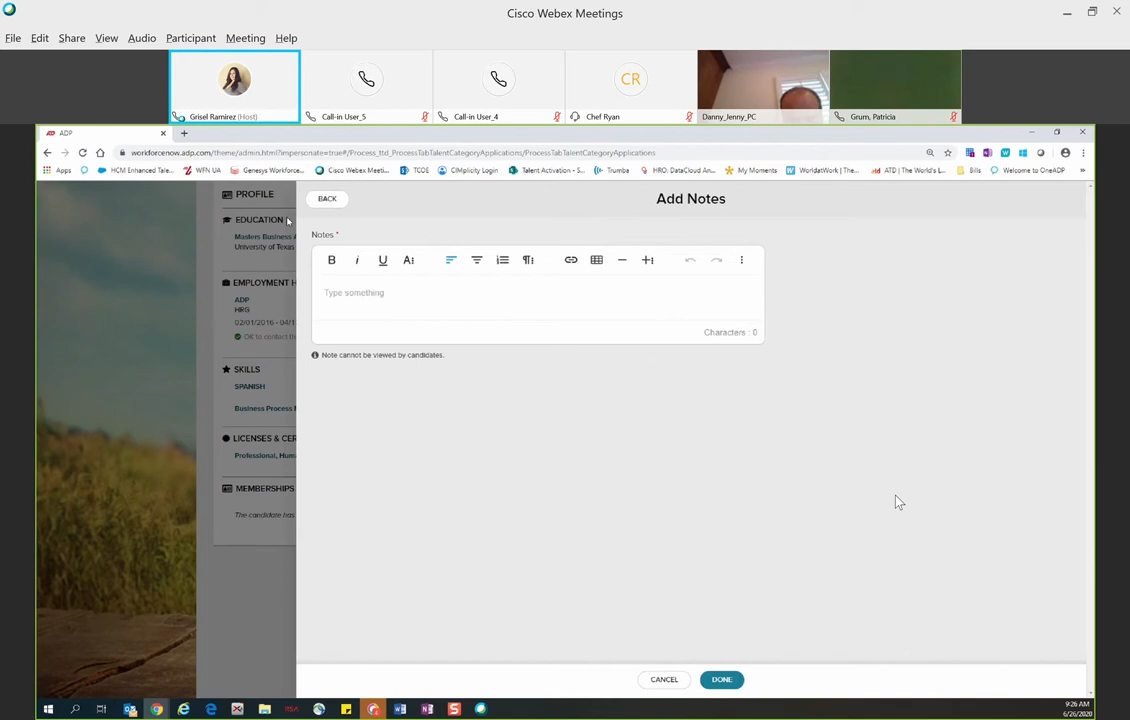 Cisco Webex Meetings
File Edit Share View Audio Participant Meeting Help
CR
Grisel Ramirez (Host) Call-in User_5 Call-in User_4 Chef Ryan Danny_Jenny_PC Grum, Patricia
ADP
workforcenow.adp.com/theme/admin.html?impersonate=true#/Process_ttd_ProcessTabTalentCategoryApplications/ProcessTabTalentCategoryApplications
Apps HCM Enhanced Tale... WFN UA Genesys Workforce... Cisco Webex Meeti... TCOE CIMplicity Login Talent Activation - S... Trumba HRO: DataCloud An... My Moments WorldatWork | The... ATD | The World's L... Bills Welcome to OneADP
PROFILE
BACK
Add Notes
EDUCATION
Masters Business A
University of Texas
Notes *
B i U A
Type something
Characters : 0
Note cannot be viewed by candidates.
EMPLOYMENT H
ADP
HRG
02/01/2016 - 04/1
OK to contact th
SKILLS
SPANISH
Business Process
LICENSES & CER
Professional, Huma
MEMBERSHIPS
The candidate has
CANCEL DONE
9:26 AM
6/26/2020